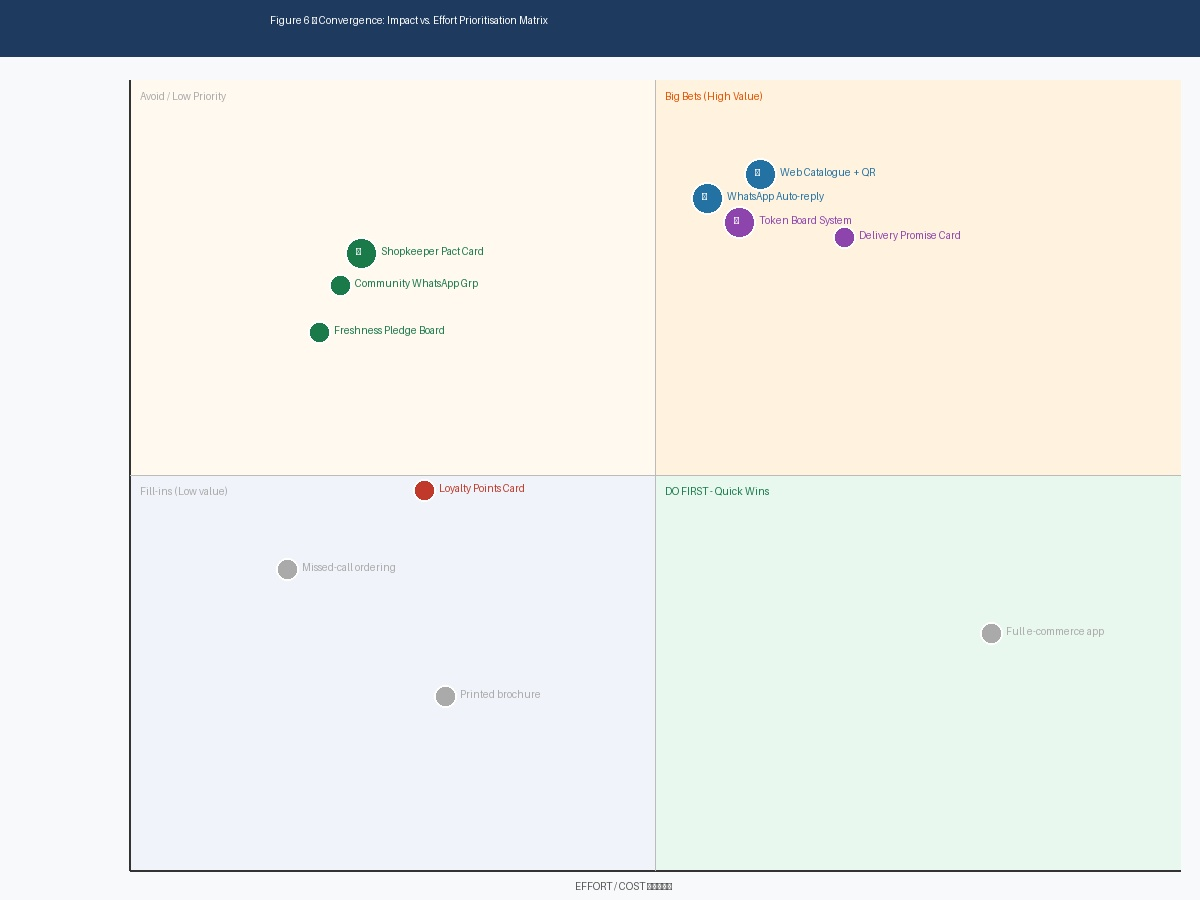 Figure 6 Convergence: Impact vs. Effort Prioritisation Matrix
Avoid / Low Priority
Big Bets (High Value)
Web Catalogue + QR
WhatsApp Auto-reply
Token Board System
Delivery Promise Card
Shopkeeper Pact Card
Community WhatsApp Grp
Freshness Pledge Board
Fill-ins (Low value)
Loyalty Points Card
DO FIRST - Quick Wins
Missed-call ordering
Full e-commerce app
Printed brochure
EFFORT / COST